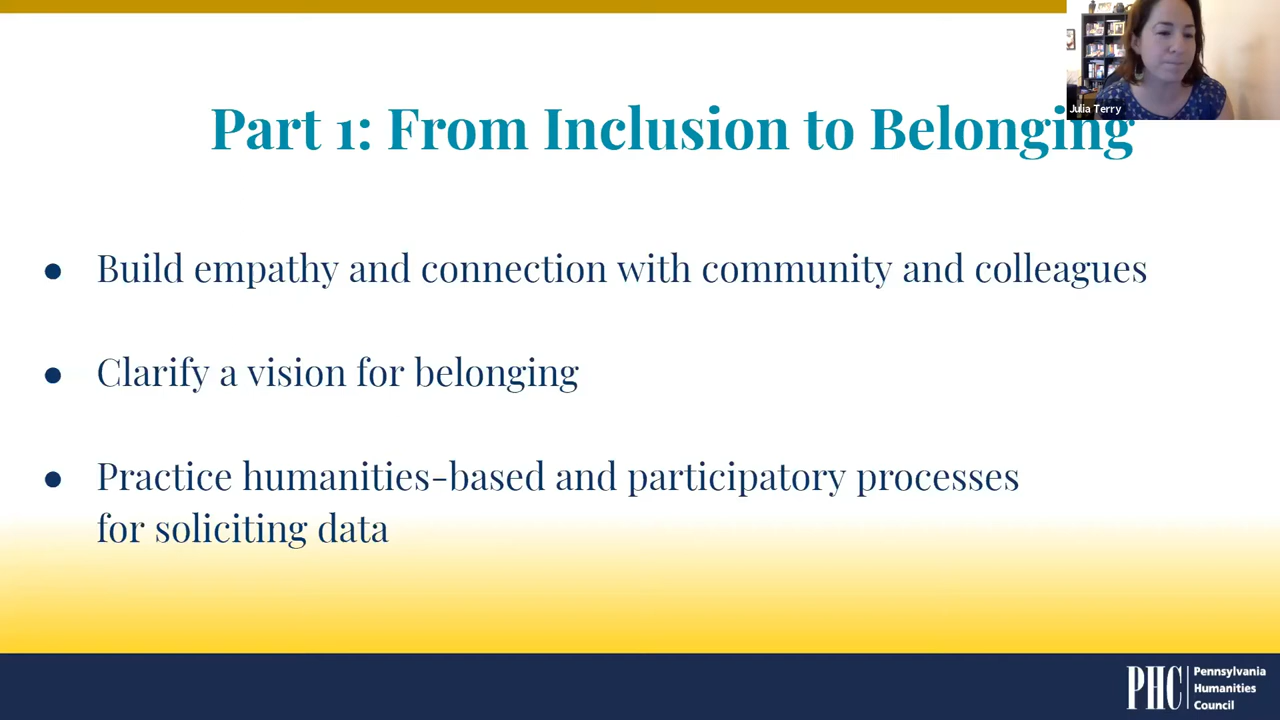 Julia Terry
Part 1: From Inclusion to Belonging
● Build empathy and connection with community and colleagues
● Clarify a vision for belonging
● Practice humanities-based and participatory processes
for soliciting data
PHC
Pennsylvania
Humanities
Council